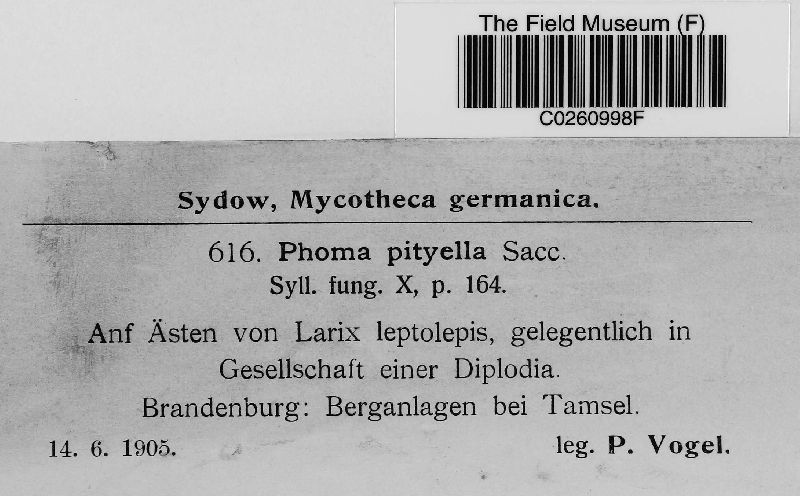 The Field Museum (F)
C0260998F
Sydow, Mycotheca germanica.
616. Phoma pityella Sacc.
Syll. fung. X, p. 164.
Anf Ästen von Larix leptolepis, gelegentlich in
Gesellschaft einer Diplodia.
Brandenburg: Berganlagen bei Tamsel.
14. 6. 1905. leg. P. Vogel.